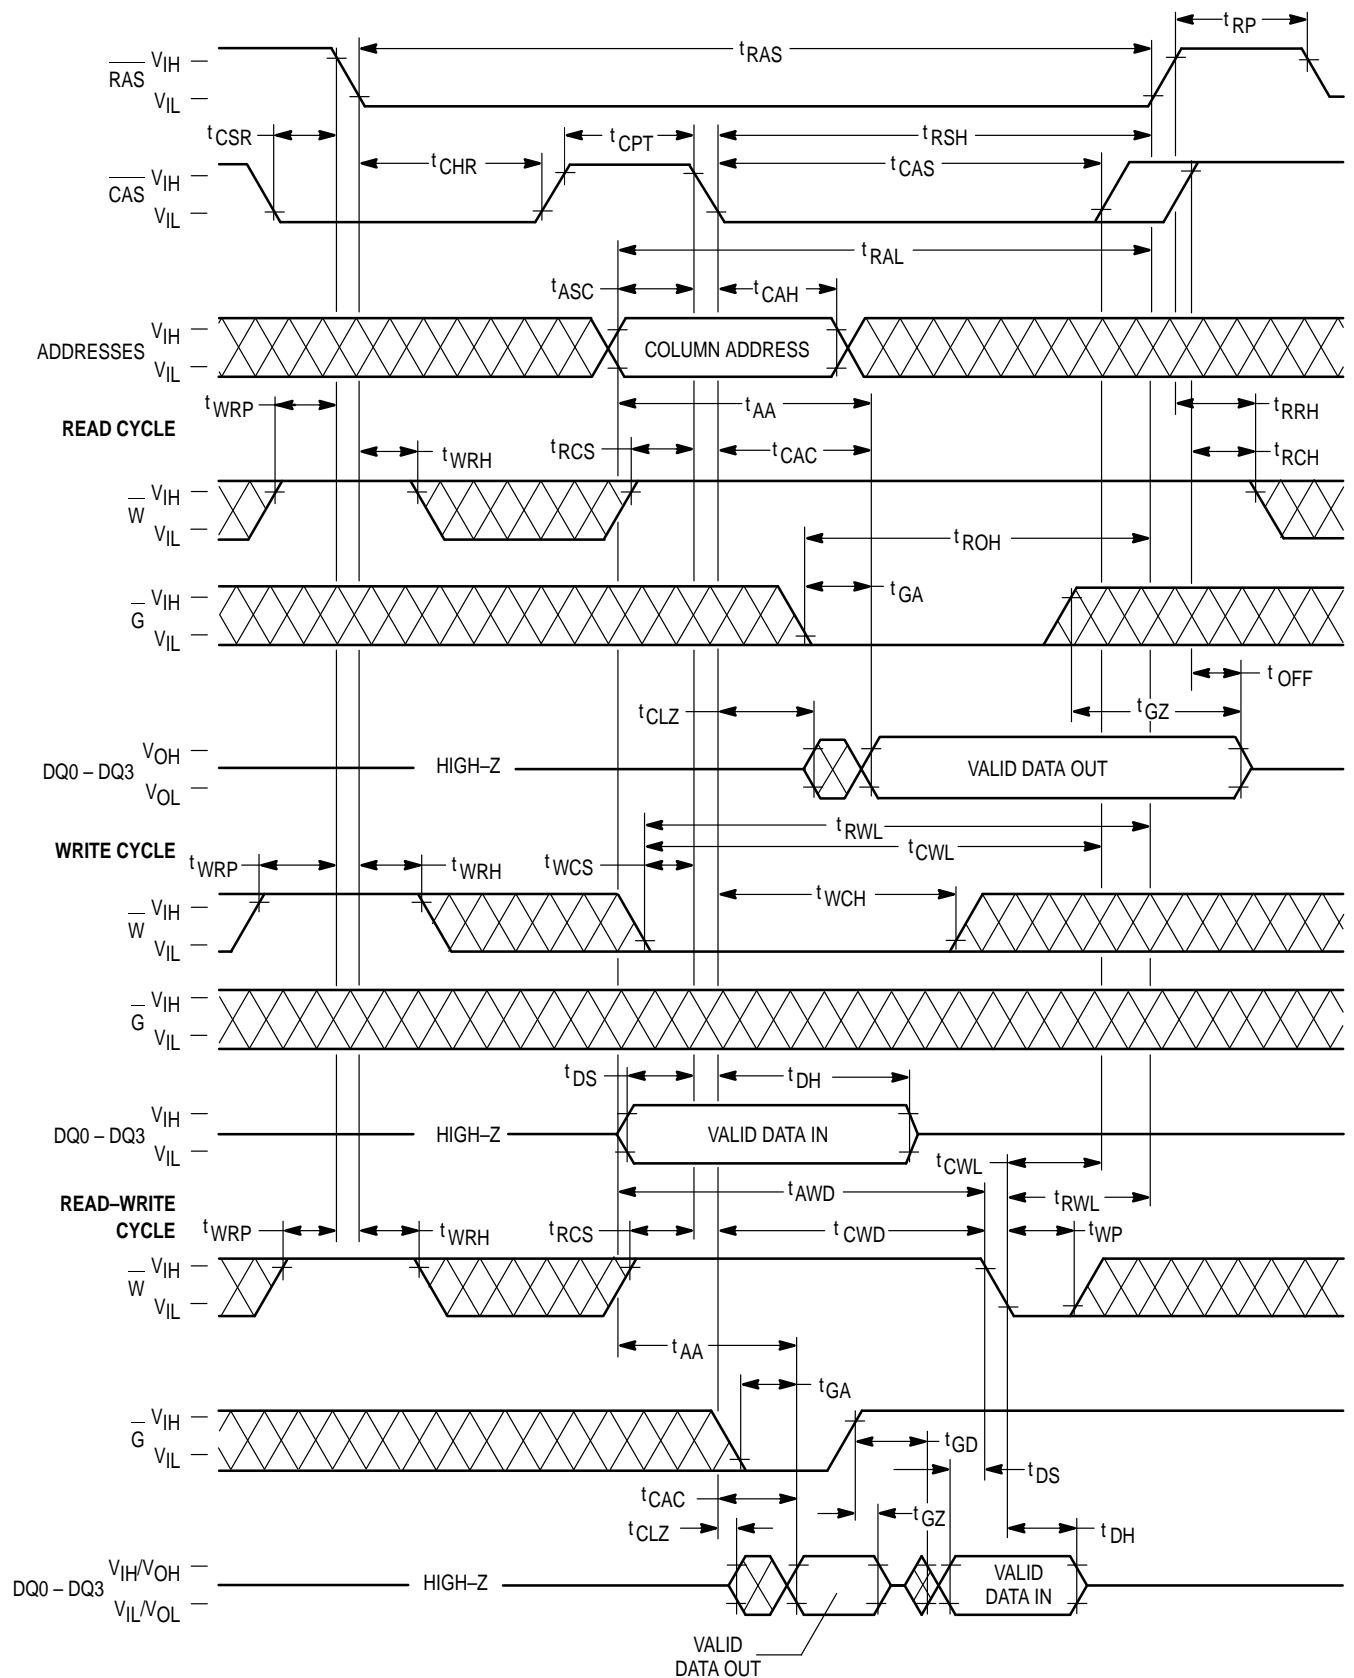 tRP
tRAS
RAS VIH
VIL
tCSR
tCPT
tRSH
tCHR
tCAS
CAS VIH
VIL
tRAL
tASC
tCAH
ADDRESSES VIH
VIL
COLUMN ADDRESS
tWRP
tAA
tRRH
READ CYCLE
tWRH
tRCS
tCAC
tRCH
W VIH
VIL
tROH
tGA
G VIH
VIL
tOFF
tCLZ
tGZ
DQ0 – DQ3 VOH
VOL
HIGH–Z
VALID DATA OUT
tRWL
WRITE CYCLE
tCWL
tWRP
tWRH
tWCS
tWCH
W VIH
VIL
G VIH
VIL
tDS
tDH
DQ0 – DQ3 VIH
VIL
HIGH–Z
VALID DATA IN
tCWL
tAWD
READ–WRITE
CYCLE
tRWL
tWRP
tWRH
tRCS
tCWD
tWP
W VIH
VIL
tAA
tGA
G VIH
VIL
tGD
tDS
tCAC
tGZ
tCLZ
tDH
DQ0 – DQ3 VIH/VOH
VIL/VOL
HIGH–Z
VALID
DATA IN
VALID
DATA OUT